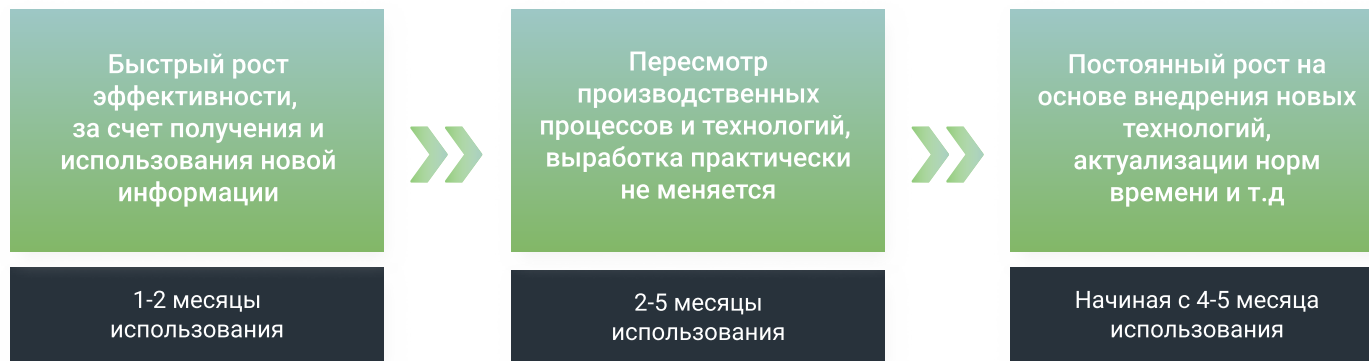 Быстрый рост
эффективности,
за счет получения и
использования новой
информации
1-2 месяцы
использования
Пересмотр
производственных
процессов и технологий,
выработка практически
не меняется
2-5 месяцы
использования
Постоянный рост на
основе внедрения новых
технологий,
актуализации норм
времени и т.д
Начиная с 4-5 месяца
использования